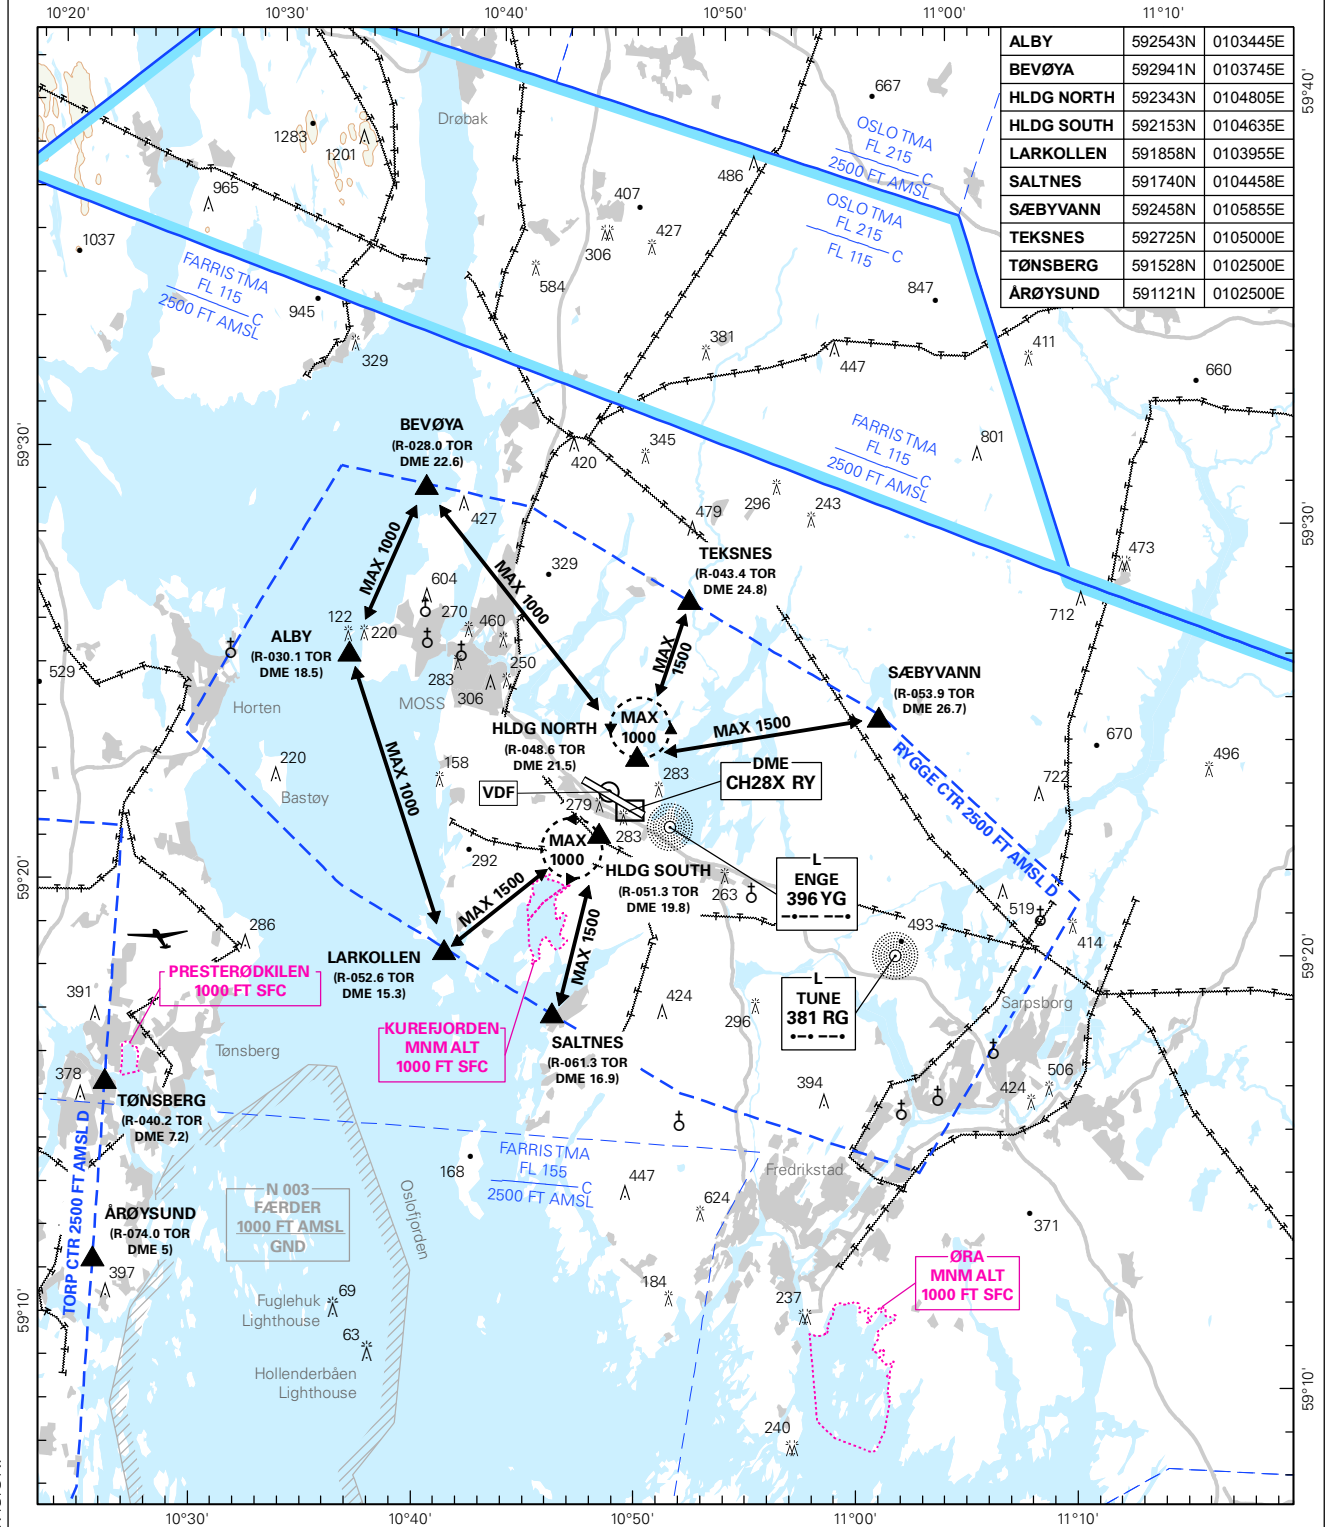 10°20'
10°30'
10°40'
10°50'
11°00'
11°10'
ALBY 592543N 0103445E
BEVØYA 592941N 0103745E
HLDG NORTH 592343N 0104805E
HLDG SOUTH 592153N 0104635E
LARKOLLEN 591858N 0103955E
SALTNES 591740N 0104458E
SÆBYVANN 592458N 0105855E
TEKSNES 592725N 0105000E
TØNSBERG 591528N 0102500E
ÅRØYSUND 591121N 0102500E
59°40'
667
Drøbak
1283
1201
OSLO TMA
FL 215
C
2500 FT AMSL
486
965
407
427
306
OSLO TMA
FL 215
C
FL 115
1037
584
FARRIS TMA
FL 115
C
2500 FT AMSL
945
847
329
381
447
411
660
BEVØYA
(R-028.0 TOR
DME 22.6)
59°30'
345
420
FARRIS TMA
FL 115
C
2500 FT AMSL
801
427
479
296
243
59°30'
MAX 1000
MAX 1000
329
TEKSNES
(R-043.4 TOR
DME 24.8)
473
604
270
712
122
220
460
ALBY
(R-030.1 TOR
DME 18.5)
283
250
306
MAX
1500
529
Horten
MOSS
SÆBYVANN
(R-053.9 TOR
DME 26.7)
HLDG NORTH
(R-048.6 TOR
DME 21.5)
MAX
1000
MAX 1500
RYGGE CTR 2500 FT AMSL D
670
496
220
Bastøy
MAX 1000
158
283
DME
CH28X RY
VDF
279
283
722
MAX
1000
292
59°20'
HLDG SOUTH
(R-051.3 TOR
DME 19.8)
263
L
ENGE
396 YG
MAX 1500
493
519
414
286
MAX 1500
LARKOLLEN
(R-052.6 TOR
DME 15.3)
59°20'
PRESTERØDKILEN
1000 FT SFC
391
L
TUNE
381 RG
424
296
Sarpsborg
KUREFJORDEN
MNM ALT
1000 FT SFC
SALTNES
(R-061.3 TOR
DME 16.9)
Tønsberg
378
394
424
506
TØNSBERG
(R-040.2 TOR
DME 7.2)
TORP CTR 2500 FT AMSL D
168
FARRIS TMA
FL 155
C
2500 FT AMSL
Fredrikstad
447
624
N 003
FÆRDER
1000 FT AMSL
GND
Oslofjorden
ÅRØYSUND
(R-074.0 TOR
DME 5)
371
397
ØRA
MNM ALT
1000 FT SFC
184
237
59°10'
Fuglehuk
Lighthouse
69
63
Hollenderbåen
Lighthouse
59°10'
240
10°30'
10°40'
10°50'
11°00'
11°10'